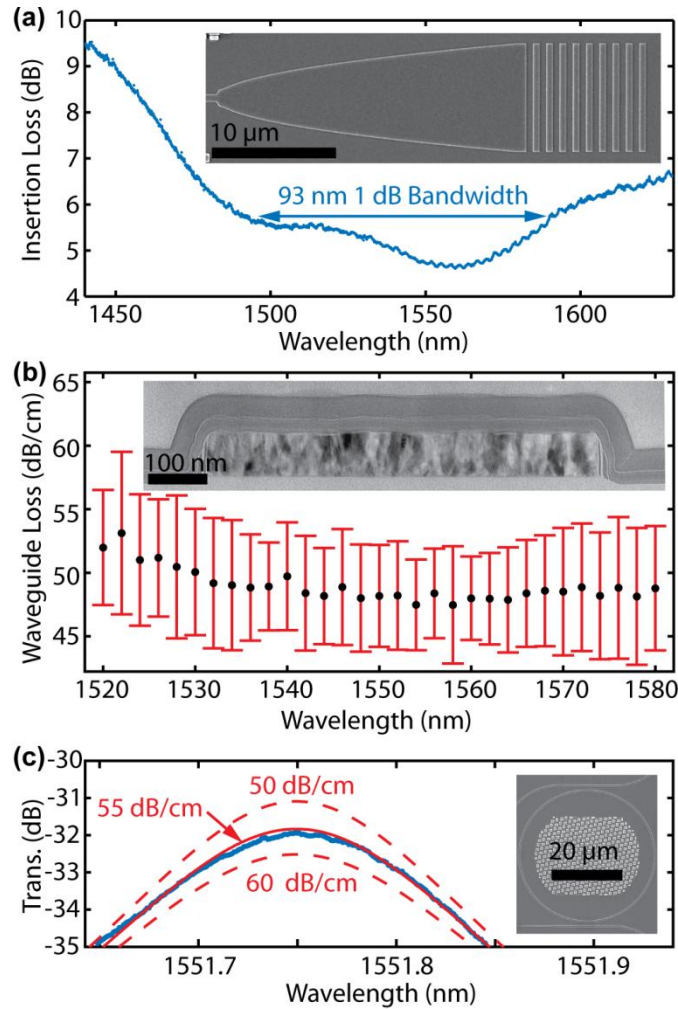 (a)
10
9
8
7
6
5
4
Insertion Loss (dB)
10 µm
93 nm 1 dB Bandwidth
1450 1500 1550 1600
Wavelength (nm)
(b)
65
60
55
50
45
Waveguide Loss (dB/cm)
100 nm
1520 1530 1540 1550 1560 1570 1580
Wavelength (nm)
(c)
-30
-31
-32
-33
-34
-35
Trans. (dB)
50 dB/cm
55 dB/cm
60 dB/cm
20 µm
1551.7 1551.8 1551.9
Wavelength (nm)